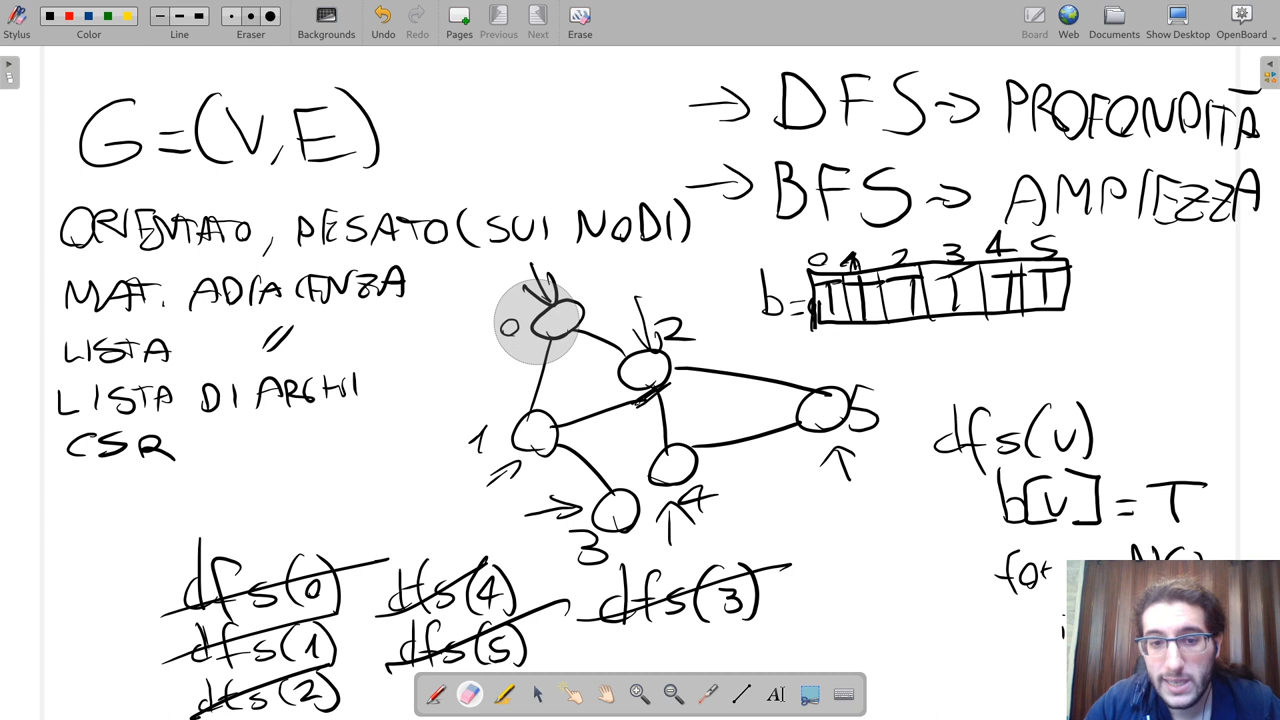 Stylus Color Line Eraser Backgrounds Undo Redo Pages Previous Next Erase Board Web Documents Show Desktop OpenBoard
G=(V,E)
ORIENTATO, PESATO (SUI NODI)
MAT. ADIACENZA
LISTA //
LISTA DI ARCHI
CSR
→ DFS → PROFONDITÀ
→ BFS → AMPIEZZA
0 1 2 3 4 5
b= T T T T T T
0
2
1
5
4
3
dfs(v)
b[v] = T
for
dfs(0) dfs(4) dfs(3)
dfs(1) dfs(5)
dfs(2)
AI